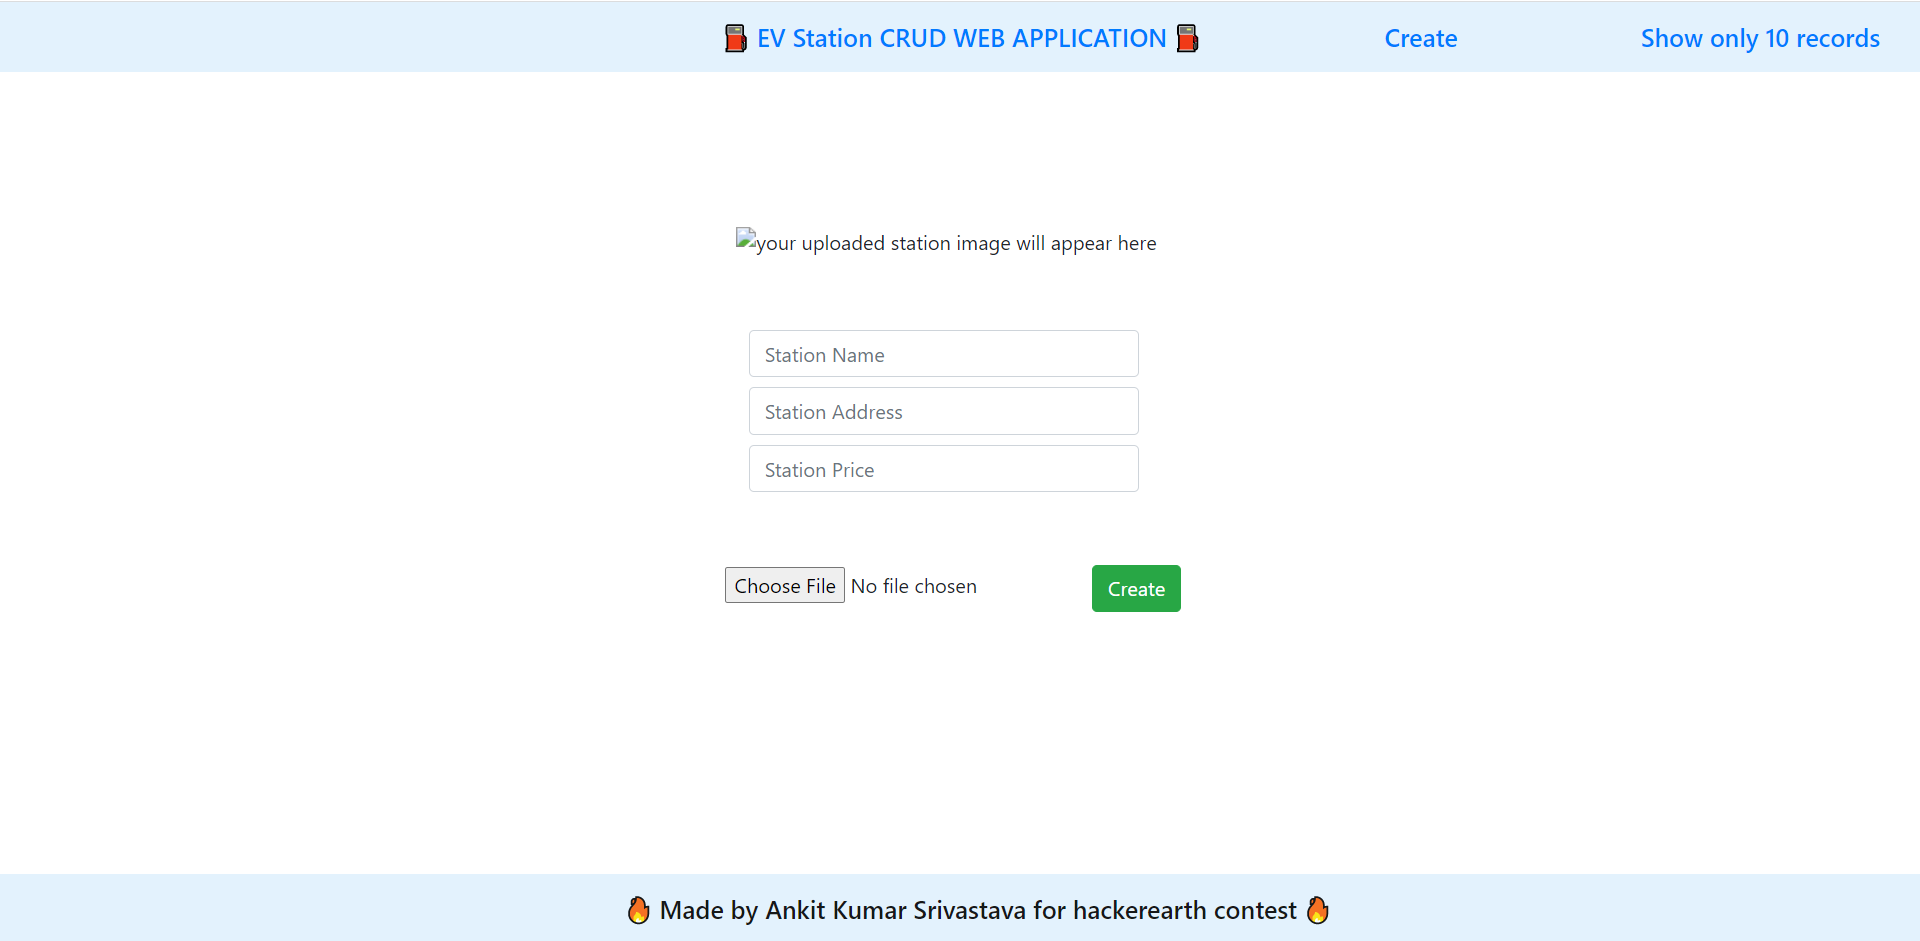 ⛽ EV Station CRUD WEB APPLICATION ⛽ Create Show only 10 records
your uploaded station image will appear here
Station Name
Station Address
Station Price
Choose File No file chosen Create
🔥 Made by Ankit Kumar Srivastava for hackerearth contest 🔥